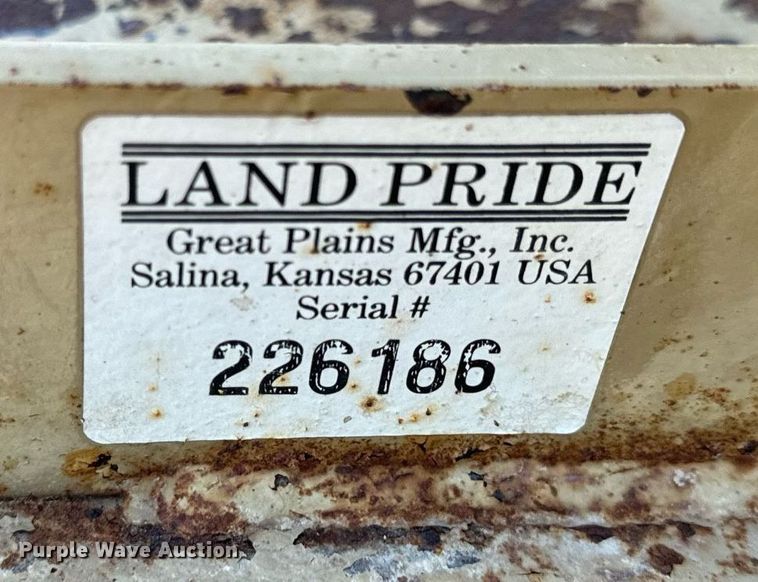 LAND PRIDE
Great Plains Mfg., Inc.
Salina, Kansas 67401 USA
Serial #
226186
Purple Wave Auction